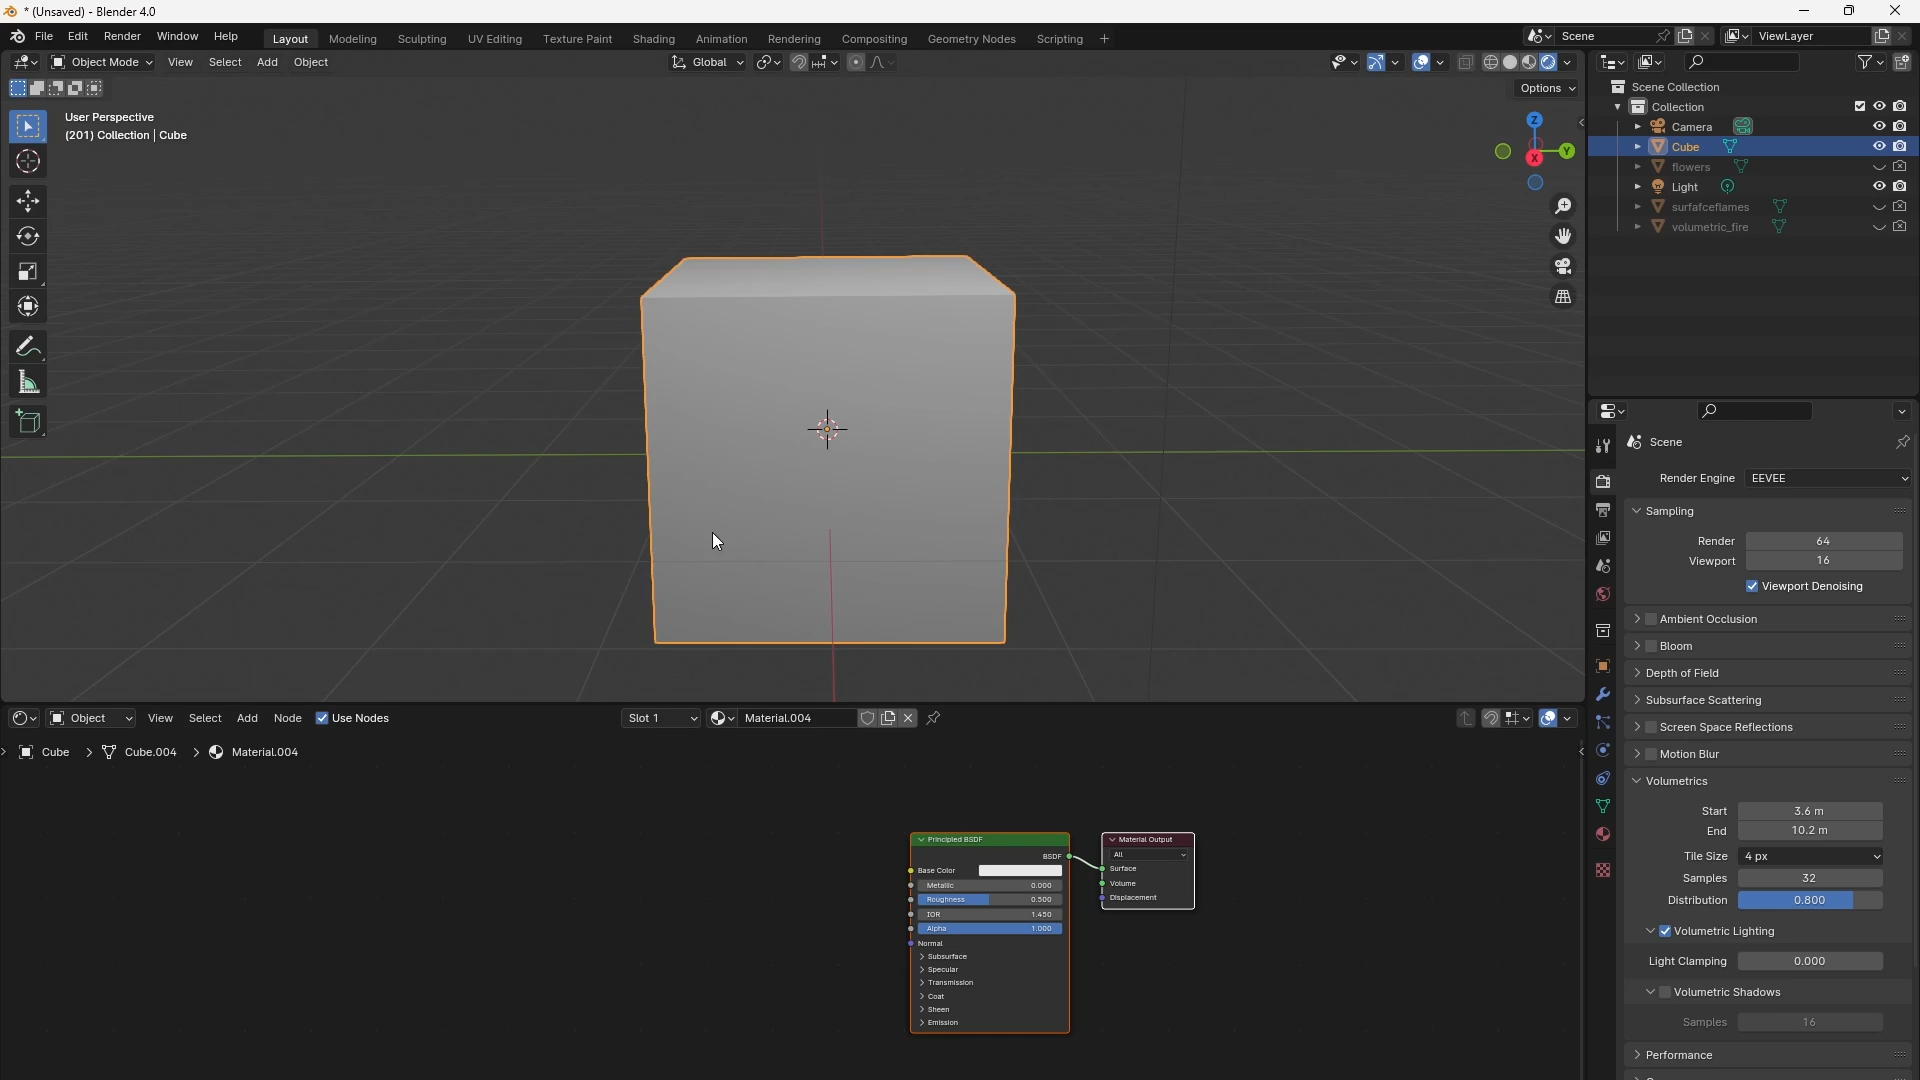 * (Unsaved) - Blender 4.0
File Edit Render Window Help Layout Modeling Sculpting UV Editing Texture Paint Shading Animation Rendering Compositing Geometry Nodes Scripting + Scene ViewLayer
Object Mode View Select Add Object Global
Options
User Perspective
(201) Collection | Cube
Z
Y
X
Scene Collection
Collection
Camera
Cube
flowers
Light
surfafceflames
volumetric_fire
Scene
Render Engine EEVEE
Sampling
Render 64
Viewport 16
Viewport Denoising
Ambient Occlusion
Bloom
Depth of Field
Subsurface Scattering
Screen Space Reflections
Motion Blur
Volumetrics
Start 3.6 m
End 10.2 m
Tile Size 4 px
Samples 32
Distribution 0.800
Volumetric Lighting
Light Clamping 0.000
Volumetric Shadows
Samples 16
Performance
Object View Select Add Node Use Nodes Slot 1 Material.004
Cube > Cube.004 > Material.004
Principled BSDF
BSDF
Base Color
Metallic 0.000
Roughness 0.500
IOR 1.450
Alpha 1.000
Normal
Subsurface
Specular
Transmission
Coat
Sheen
Emission
Material Output
All
Surface
Volume
Displacement